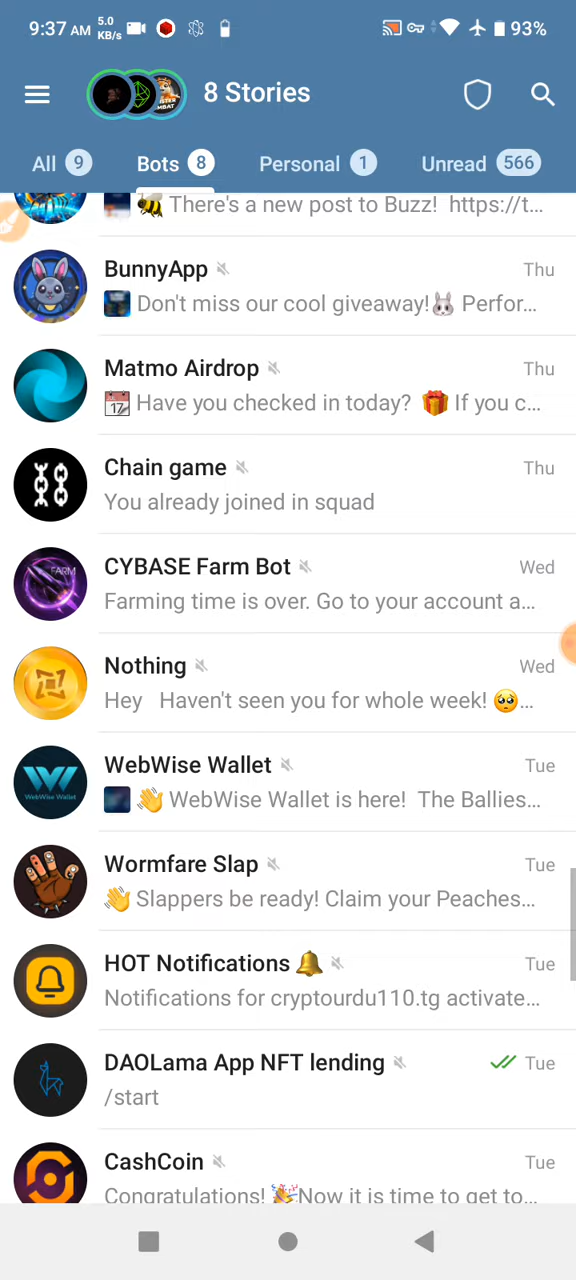 9:37 AM 5.0 KB/s 93%
8 Stories
All 9 Bots 8 Personal 1 Unread 566
There's a new post to Buzz! https://t...
BunnyApp Thu
Don't miss our cool giveaway!🐰 Perfor...
Matmo Airdrop Thu
📅 Have you checked in today? 🎁 If you c...
Chain game Thu
You already joined in squad
CYBASE Farm Bot Wed
Farming time is over. Go to your account a...
Nothing Wed
Hey Haven't seen you for whole week! 🥺...
WebWise Wallet Tue
👋 WebWise Wallet is here! The Ballies...
Wormfare Slap Tue
👋 Slappers be ready! Claim your Peaches...
HOT Notifications 🔔 Tue
Notifications for cryptourdu110.tg activate...
DAOLama App NFT lending Tue
/start
CashCoin Tue
Congratulations! 🎉Now it is time to get to...